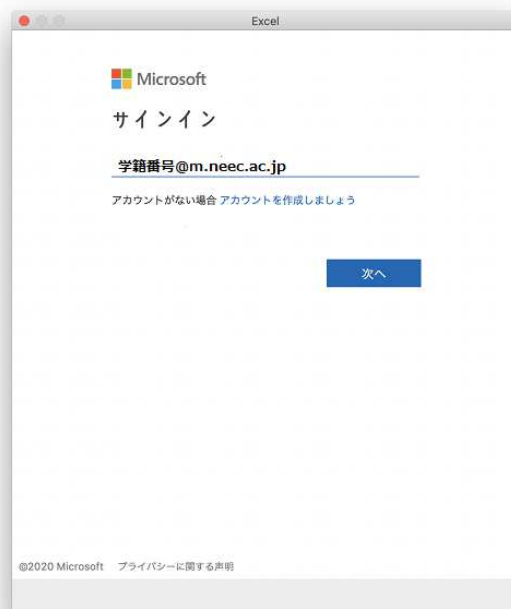 Excel
Microsoft
サインイン
学籍番号@m.neec.ac.jp
アカウントがない場合 アカウントを作成しましょう
次へ
©2020 Microsoft プライバシーに関する声明